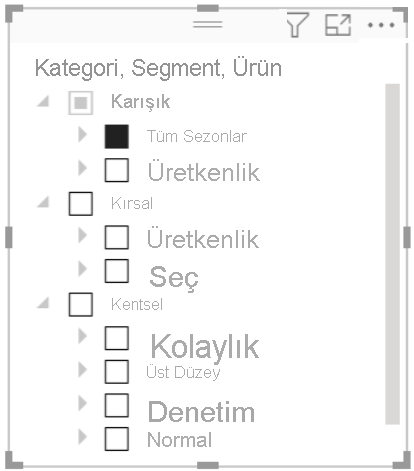 Kategori, Segment, Ürün
Karışık
Tüm Sezonlar
Üretkenlik
Kırsal
Üretkenlik
Seç
Kentsel
Kolaylık
Üst Düzey
Denetim
Normal